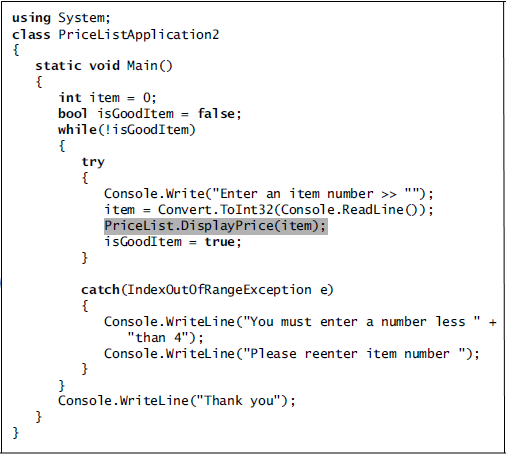 using System;
class PriceListApplication2
{
   static void Main()
   {
      int item = 0;
      bool isGoodItem = false;
      while(!isGoodItem)
      {
         try
         {
            Console.Write("Enter an item number >> "");
            item = Convert.ToInt32(Console.ReadLine());
            PriceList.DisplayPrice(item);
            isGoodItem = true;
         }

         catch(IndexOutOfRangeException e)
         {
            Console.WriteLine("You must enter a number less " +
               "than 4");
            Console.WriteLine("Please reenter item number ");
         }
      }
      Console.WriteLine("Thank you");
   }
}